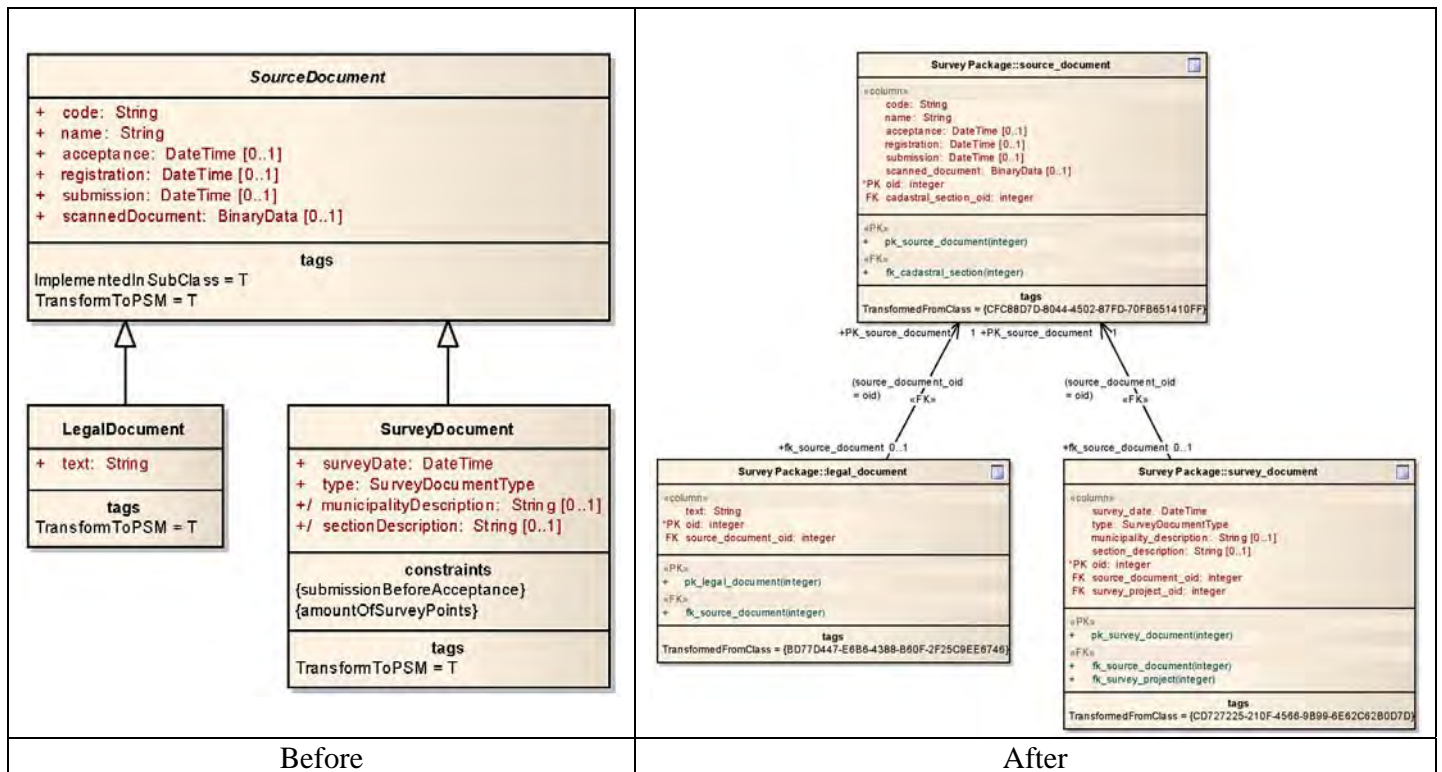 SourceDocument
+ code: String
+ name: String
+ acceptance: DateTime [0..1]
+ registration: DateTime [0..1]
+ submission: DateTime [0..1]
+ scannedDocument: BinaryData [0..1]
tags
ImplementedInSubClass = T
TransformToPSM = T
LegalDocument
+ text: String
tags
TransformToPSM = T
SurveyDocument
+ surveyDate: DateTime
+ type: SurveyDocumentType
+/ municipalityDescription: String [0..1]
+/ sectionDescription: String [0..1]
constraints
{submissionBeforeAcceptance}
{amountOfSurveyPoints}
tags
TransformToPSM = T
Before
Survey Package::source_document
«column»
code: String
name: String
acceptance: DateTime [0..1]
registration: DateTime [0..1]
submission: DateTime [0..1]
scanned_document: BinaryData [0..1]
*PK oid: integer
FK cadastral_section_oid: integer
«PK»
+ pk_source_document(integer)
«FK»
+ fk_cadastral_section(integer)
tags
TransformedFromClass = {CFC88D7D-8044-4502-87FD-70FB651410FF}
+PK_source_document 1 +PK_source_document 1
(source_document_oid
= oid)
«FK»
(source_document_oid
= oid)
«FK»
+fk_source_document 0..1
+fk_source_document 0..1
Survey Package::legal_document
«column»
text: String
*PK oid: integer
FK source_document_oid: integer
«PK»
+ pk_legal_document(integer)
«FK»
+ fk_source_document(integer)
tags
TransformedFromClass = {BD77D447-E6B6-4388-B60F-2F25C9EE6746}
Survey Package::survey_document
«column»
survey_date: DateTime
type: SurveyDocumentType
municipality_description: String [0..1]
section_description: String [0..1]
*PK oid: integer
FK source_document_oid: integer
FK survey_project_oid: integer
«PK»
+ pk_survey_document(integer)
«FK»
+ fk_source_document(integer)
+ fk_survey_project(integer)
tags
TransformedFromClass = {CD727225-210F-4566-9B99-6E62C62B0D7D}
After